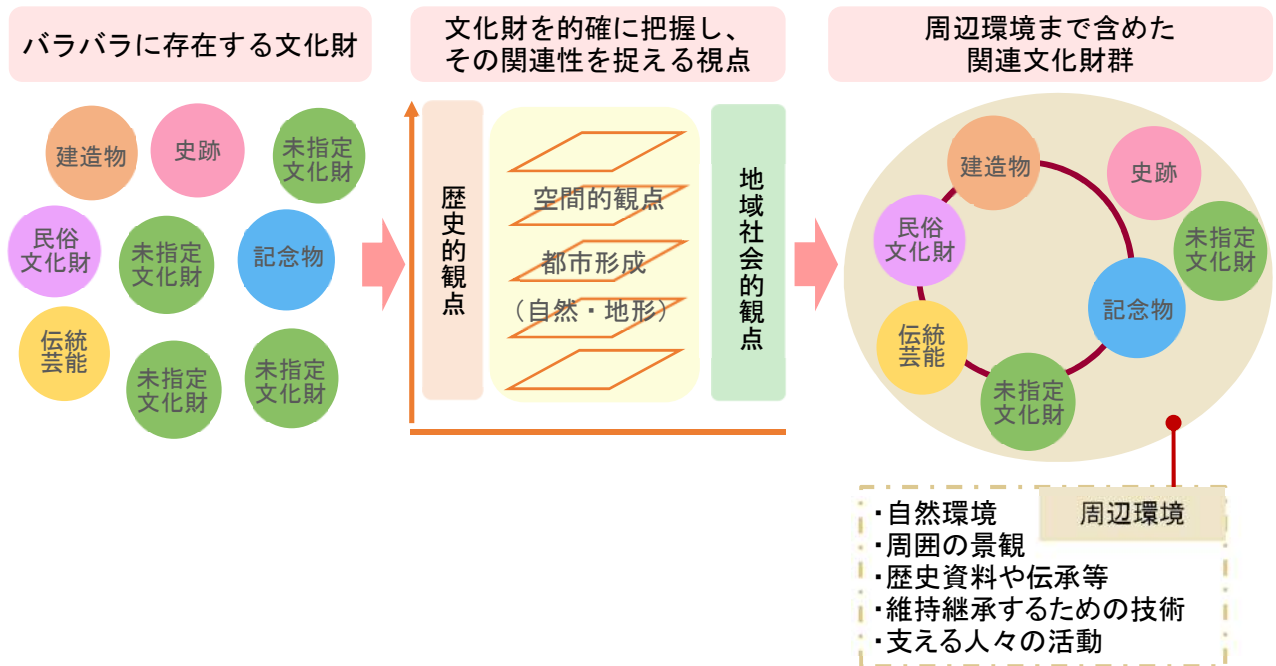 バラバラに存在する文化財
建造物
史跡
未指定
文化財
民俗
文化財
未指定
文化財
記念物
伝統
芸能
未指定
文化財
未指定
文化財
文化財を的確に把握し、
その関連性を捉える視点
歴史的観点
空間的観点
都市形成
（自然・地形）
地域社会的観点
周辺環境まで含めた
関連文化財群
建造物
史跡
民俗
文化財
未指定
文化財
記念物
伝統
芸能
未指定
文化財
周辺環境
・自然環境
・周囲の景観
・歴史資料や伝承等
・維持継承するための技術
・支える人々の活動